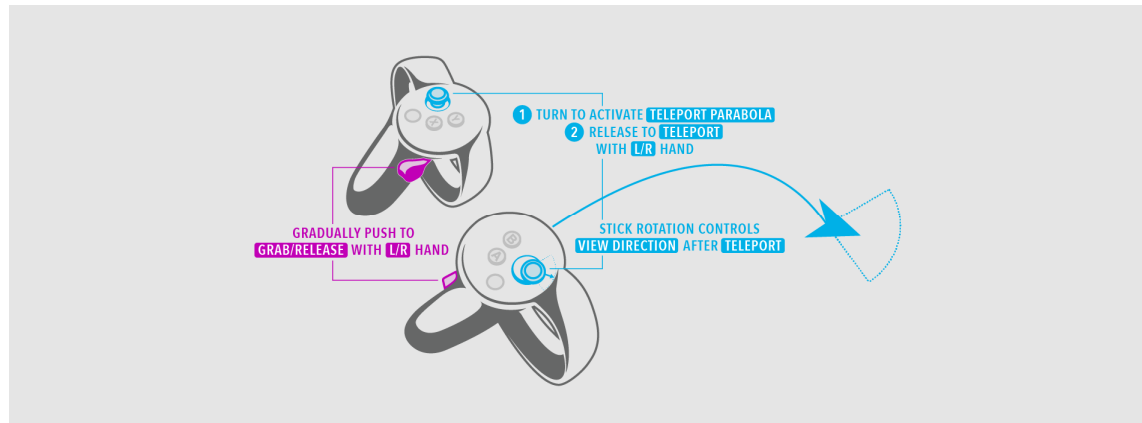 1 TURN TO ACTIVATE TELEPORT PARABOLA
2 RELEASE TO TELEPORT
WITH L/R HAND
X Y
GRADUALLY PUSH TO
GRAB/RELEASE WITH L/R HAND
B
A
STICK ROTATION CONTROLS
VIEW DIRECTION AFTER TELEPORT